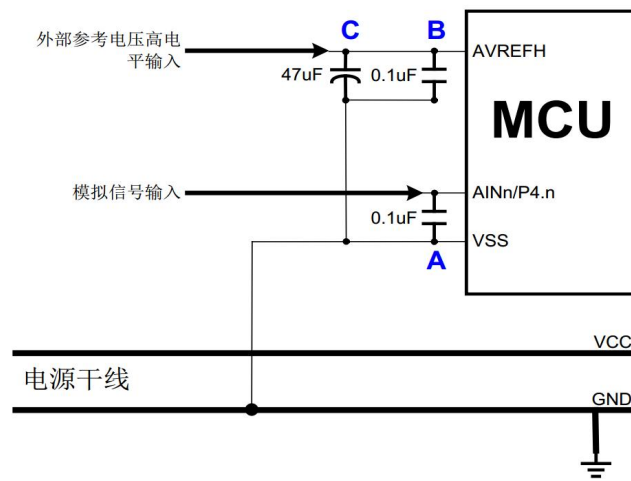 C
B
外部参考电压高电
平输入
AVREFH
47uF
0.1uF
MCU
模拟信号输入
AINn/P4.n
0.1uF
VSS
A
VCC
电源干线
GND